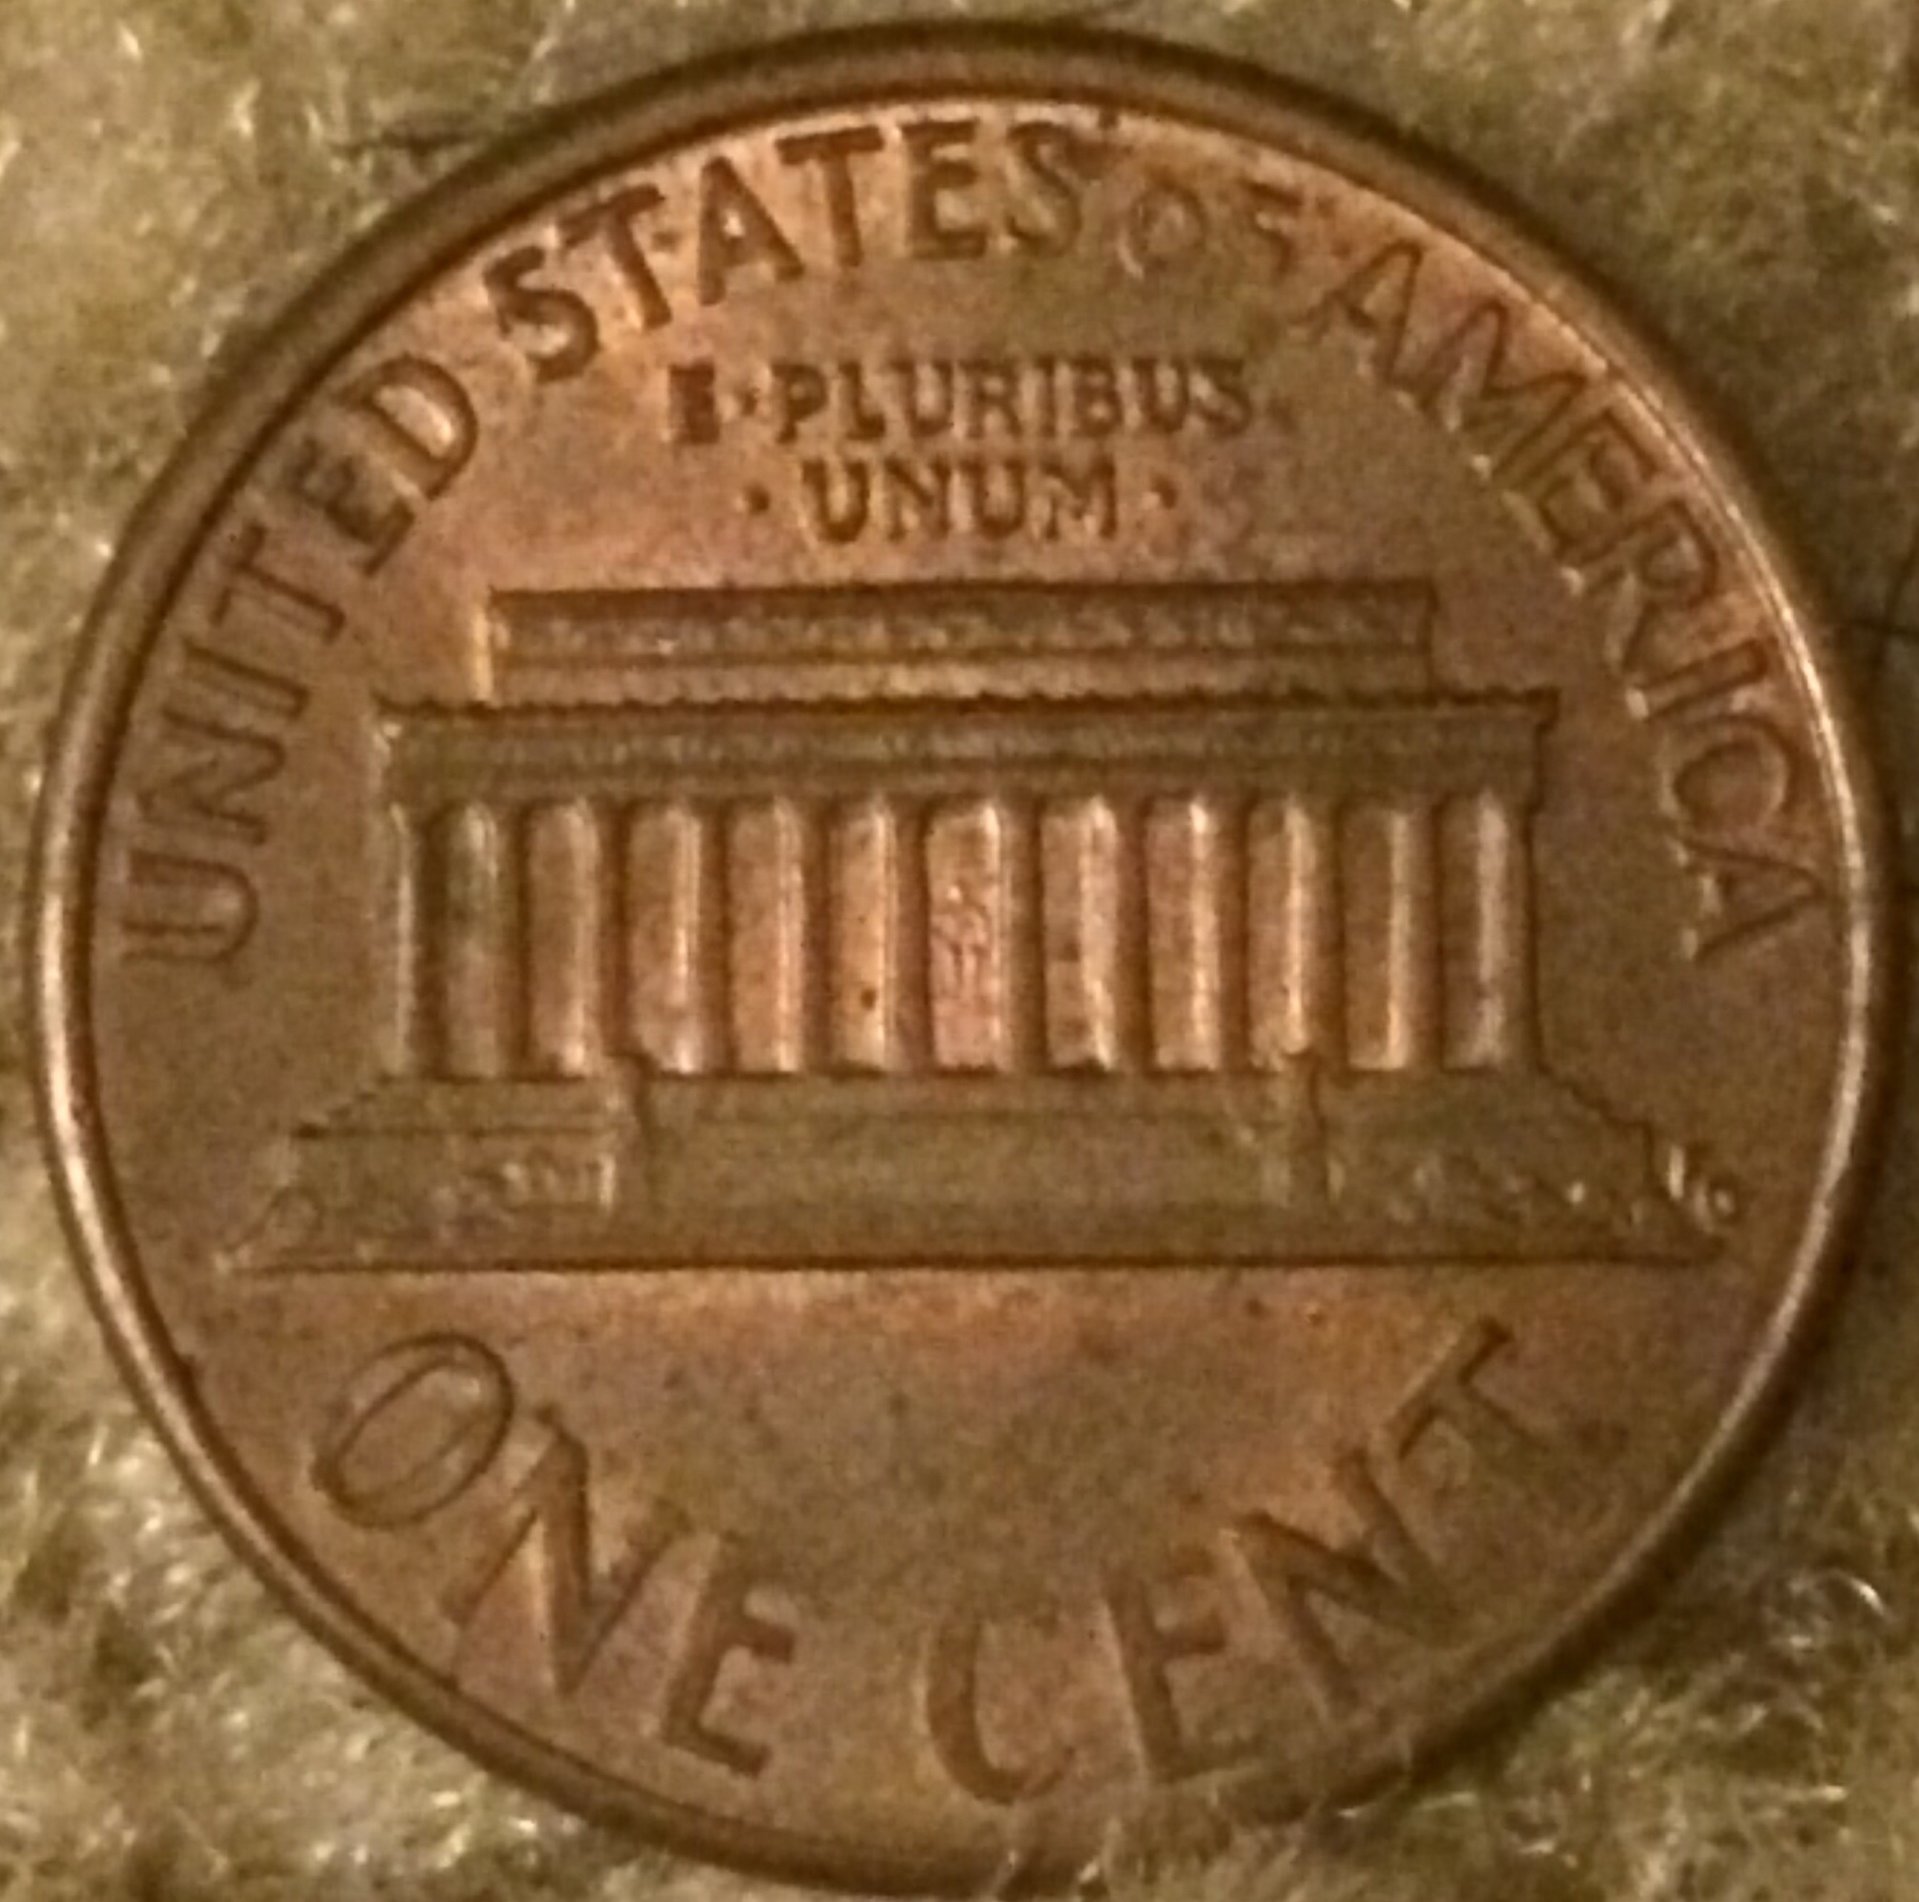 UNITED STATES OF AMERICA
E · PLURIBUS
· UNUM ·
ONE CENT